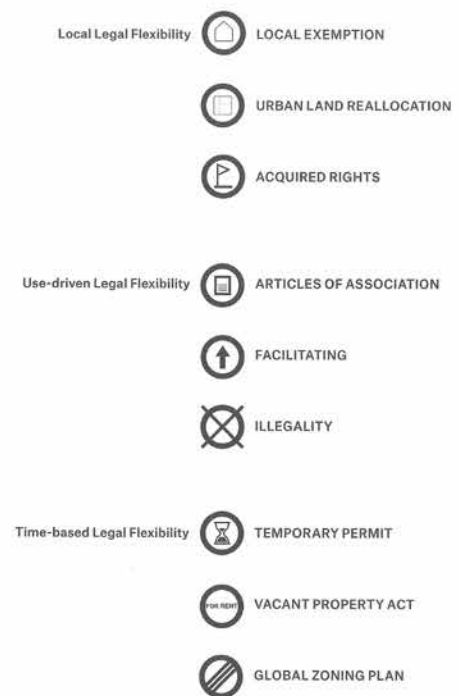 Local Legal Flexibility LOCAL EXEMPTION
URBAN LAND REALLOCATION
ACQUIRED RIGHTS
Use-driven Legal Flexibility ARTICLES OF ASSOCIATION
FACILITATING
ILLEGALITY
Time-based Legal Flexibility TEMPORARY PERMIT
FOR RENT VACANT PROPERTY ACT
GLOBAL ZONING PLAN